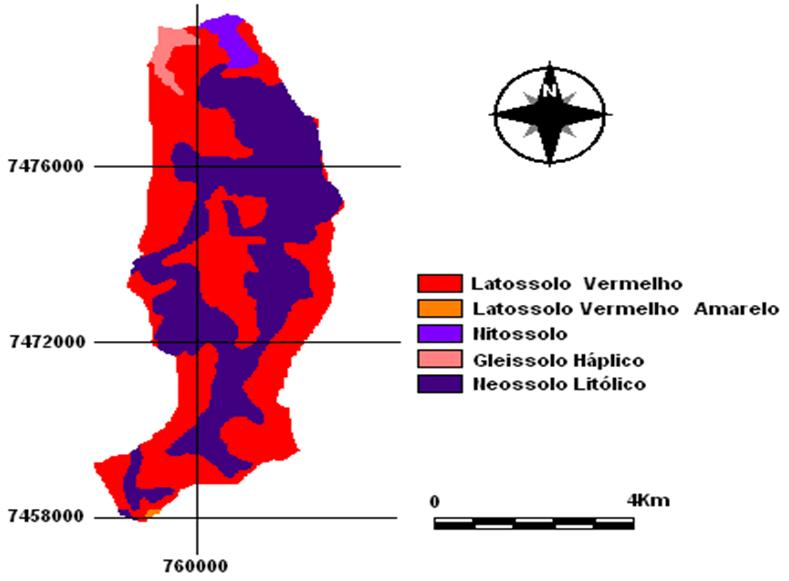 N
7476000
Latossolo Vermelho
Latossolo Vermelho Amarelo
Nitossolo
7472000
Gleissolo Háplico
Neossolo Litólico
0 4Km
7458000
760000